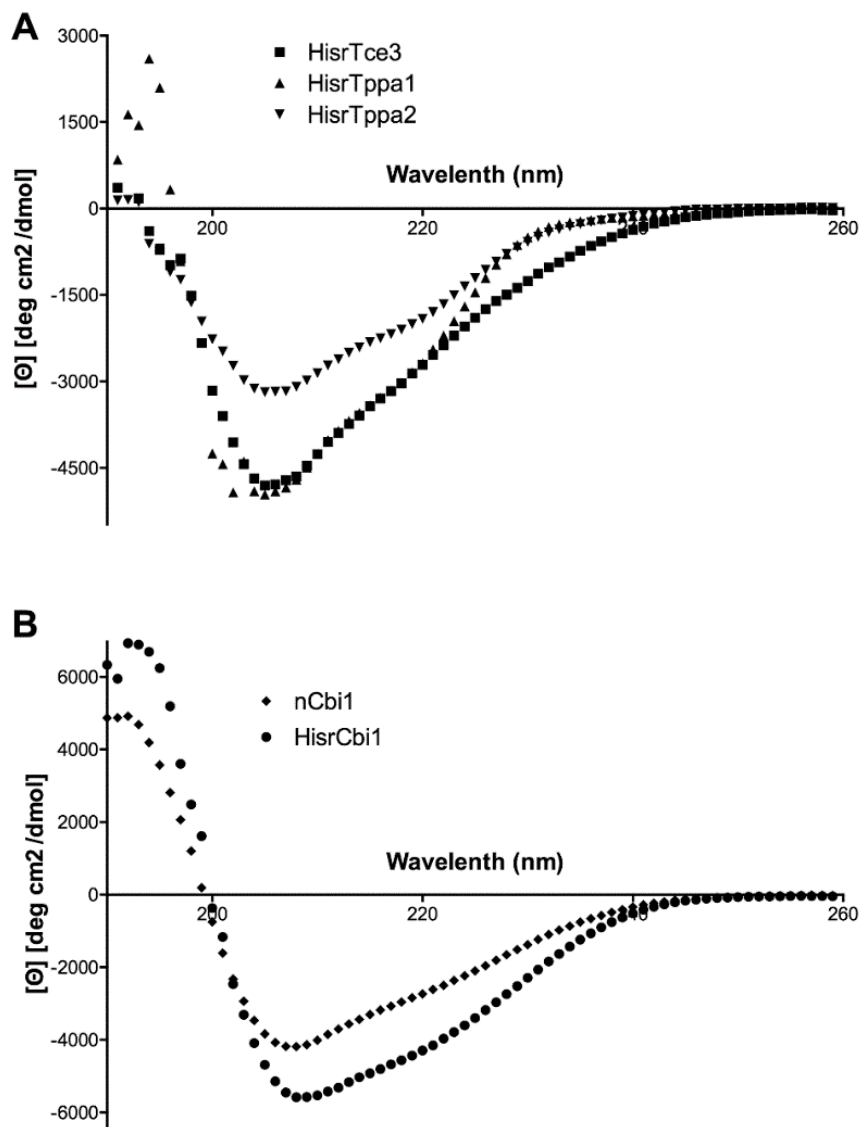 A
3000
1500
0
-1500
-3000
-4500
[Θ] [deg cm2 /dmol]
HisrTce3
HisrTppa1
HisrTppa2
Wavelenth (nm)
200
220
240
260
B
6000
4000
2000
0
-2000
-4000
-6000
[Θ] [deg cm2 /dmol]
nCbi1
HisrCbi1
Wavelenth (nm)
200
220
240
260